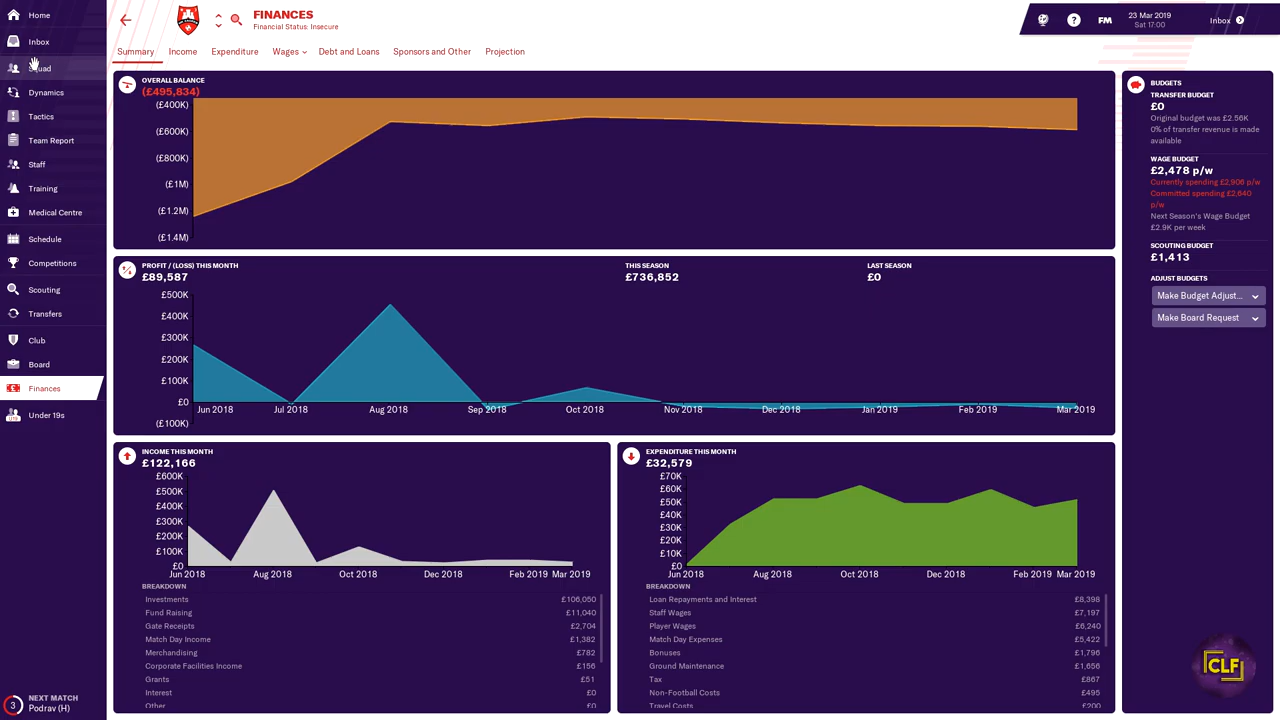 Home
Inbox
Squad
Dynamics
Tactics
Team Report
Staff
Training
Medical Centre
Schedule
Competitions
Scouting
Transfers
Club
Board
Finances
Under 19s
3
NEXT MATCH
Podrav (H)
FINANCES
Financial Status: Insecure
?
FM
23 Mar 2019
Sat 17:00
Inbox
Summary
Income
Expenditure
Wages
Debt and Loans
Sponsors and Other
Projection
OVERALL BALANCE
(£495,834)
(£400K)
(£600K)
(£800K)
(£1M)
(£1.2M)
(£1.4M)
PROFIT / (LOSS) THIS MONTH
£89,587
THIS SEASON
£736,852
LAST SEASON
£0
£500K
£400K
£300K
£200K
£100K
£0
(£100K)
Jun 2018
Jul 2018
Aug 2018
Sep 2018
Oct 2018
Nov 2018
Dec 2018
Jan 2019
Feb 2019
Mar 2019
INCOME THIS MONTH
£122,166
£600K
£500K
£400K
£300K
£200K
£100K
£0
Jun 2018
Aug 2018
Oct 2018
Dec 2018
Feb 2019
Mar 2019
BREAKDOWN
Investments £106,050
Fund Raising £11,040
Gate Receipts £2,704
Match Day Income £1,382
Merchandising £782
Corporate Facilities Income £156
Grants £51
Interest £0
Other £0
EXPENDITURE THIS MONTH
£32,579
£70K
£60K
£50K
£40K
£30K
£20K
£10K
£0
Jun 2018
Aug 2018
Oct 2018
Dec 2018
Feb 2019
Mar 2019
BREAKDOWN
Loan Repayments and Interest £8,398
Staff Wages £7,197
Player Wages £6,240
Match Day Expenses £5,422
Bonuses £1,796
Ground Maintenance £1,656
Tax £867
Non-Football Costs £495
Travel Costs £200
BUDGETS
TRANSFER BUDGET
£0
Original budget was £2.56K
0% of transfer revenue is made
available
WAGE BUDGET
£2,478 p/w
Currently spending £2,906 p/w
Committed spending £2,640
p/w
Next Season's Wage Budget
£2.9K per week
SCOUTING BUDGET
£1,413
ADJUST BUDGETS
Make Budget Adjust...
Make Board Request
CLF